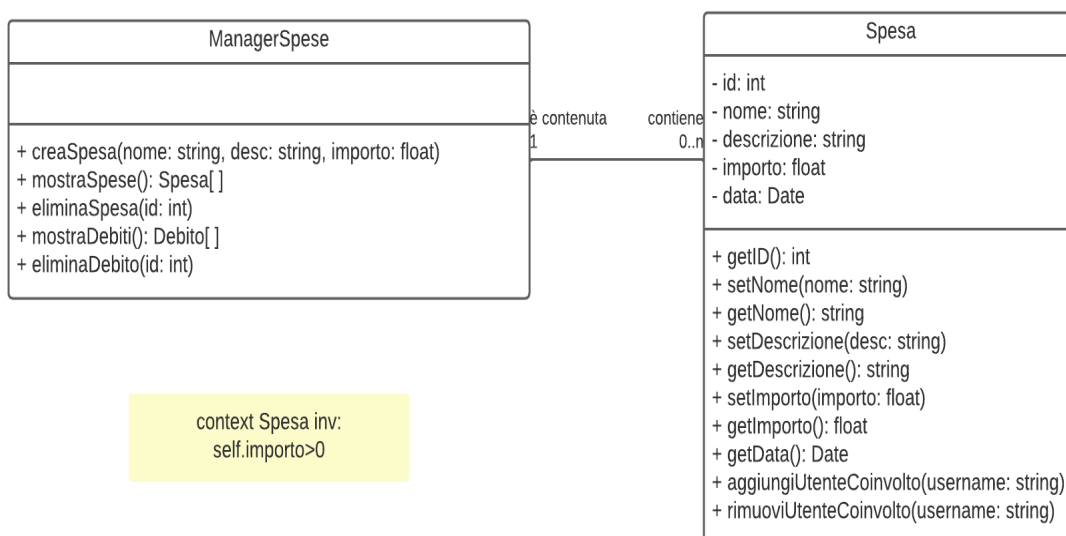 ManagerSpese
+ creaSpesa(nome: string, desc: string, importo: float)
+ mostraSpese(): Spesa[ ]
+ eliminaSpesa(id: int)
+ mostraDebiti(): Debito[ ]
+ eliminaDebito(id: int)
è contenuta
1
contiene
0..n
Spesa
- id: int
- nome: string
- descrizione: string
- importo: float
- data: Date
+ getID(): int
+ setNome(nome: string)
+ getNome(): string
+ setDescrizione(desc: string)
+ getDescrizione(): string
+ setImporto(importo: float)
+ getImporto(): float
+ getData(): Date
+ aggiungiUtenteCoinvolto(username: string)
+ rimuoviUtenteCoinvolto(username: string)
context Spesa inv:
self.importo>0